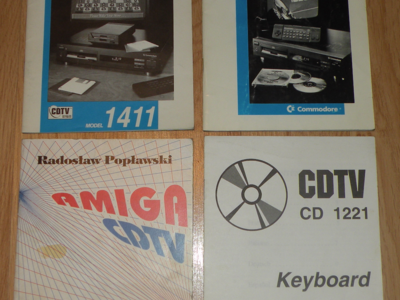 CDTV
MODEL 1411
Commodore
Radosław Popławski
AMIGA
CDTV
CDTV
CD 1221
Keyboard